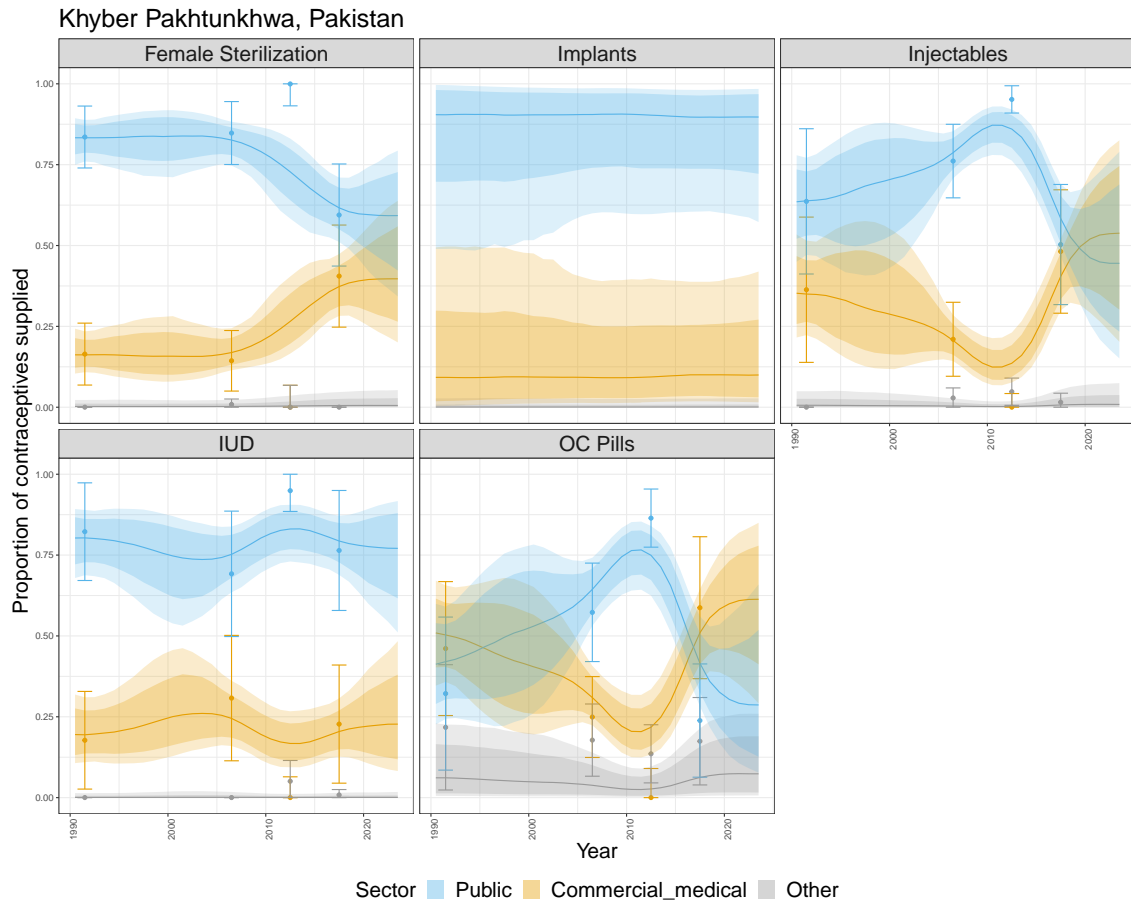 Khyber Pakhtunkhwa, Pakistan
Female Sterilization
Implants
Injectables
1.00
0.75
0.50
0.25
0.00
1990
2000
2010
2020
IUD
OC Pills
1.00
0.75
0.50
0.25
0.00
1990
2000
2010
2020
1990
2000
2010
2020
Proportion of contraceptives supplied
Year
Sector Public Commercial_medical Other